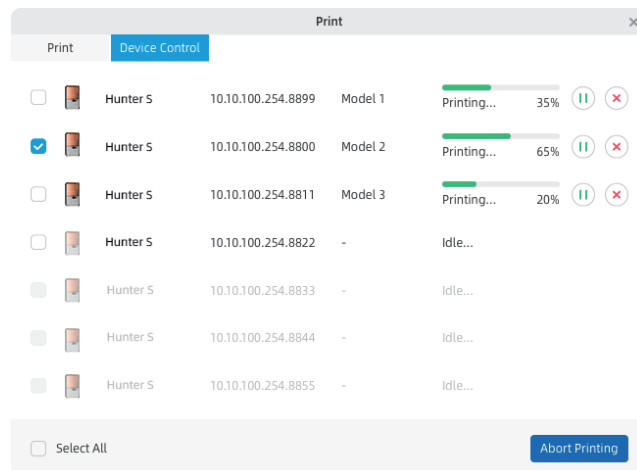 Print
Print Device Control
Hunter S 10.10.100.254.8899 Model 1 Printing... 35%
Hunter S 10.10.100.254.8800 Model 2 Printing... 65%
Hunter S 10.10.100.254.8811 Model 3 Printing... 20%
Hunter S 10.10.100.254.8822 - Idle...
Hunter S 10.10.100.254.8833 - Idle...
Hunter S 10.10.100.254.8844 - Idle...
Hunter S 10.10.100.254.8855 - Idle...
Select All Abort Printing